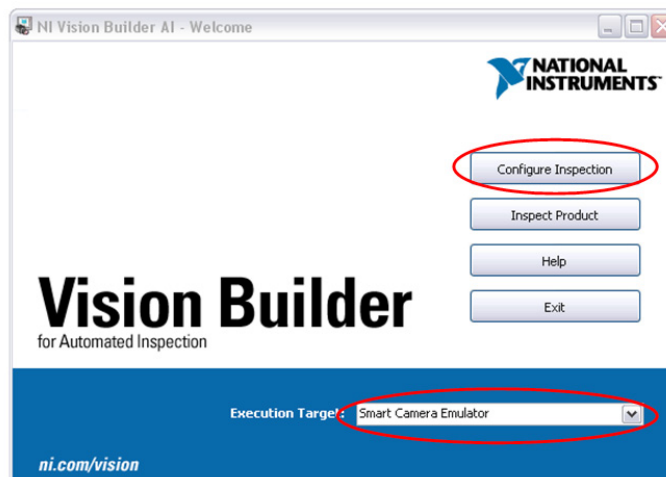 NI Vision Builder AI - Welcome
NATIONAL
INSTRUMENTS™
Configure Inspection
Inspect Product
Help
Exit
Vision Builder
for Automated Inspection
Execution Target: Smart Camera Emulator
ni.com/vision